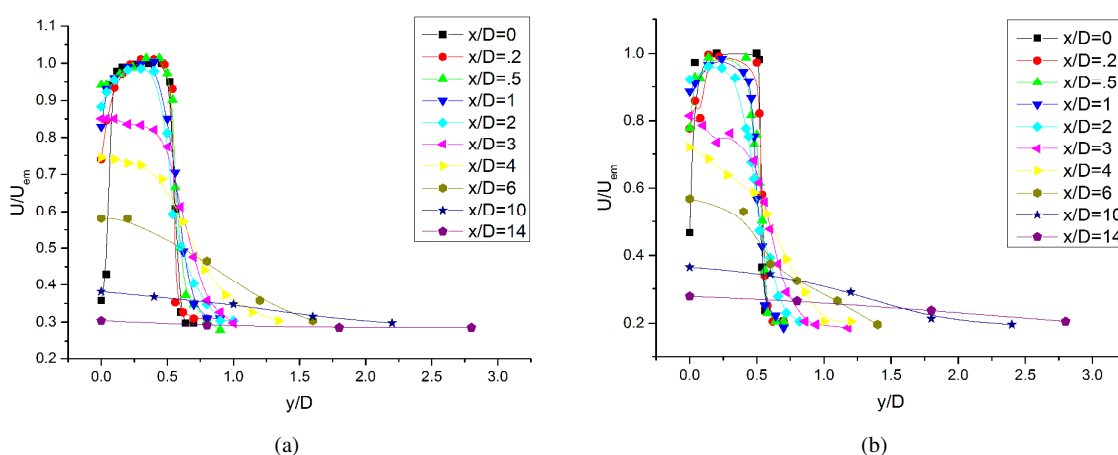 1.1
1.0
0.9
0.8
0.7
0.6
0.5
0.4
0.3
0.2
U/U_em
0.0 0.5 1.0 1.5 2.0 2.5 3.0
y/D
x/D=0
x/D=.2
x/D=.5
x/D=1
x/D=2
x/D=3
x/D=4
x/D=6
x/D=10
x/D=14
(a)
1.0
0.8
0.6
0.4
0.2
U/U_em
0.0 0.5 1.0 1.5 2.0 2.5 3.0
y/D
x/D=0
x/D=.2
x/D=.5
x/D=1
x/D=2
x/D=3
x/D=4
x/D=6
x/D=10
x/D=14
(b)